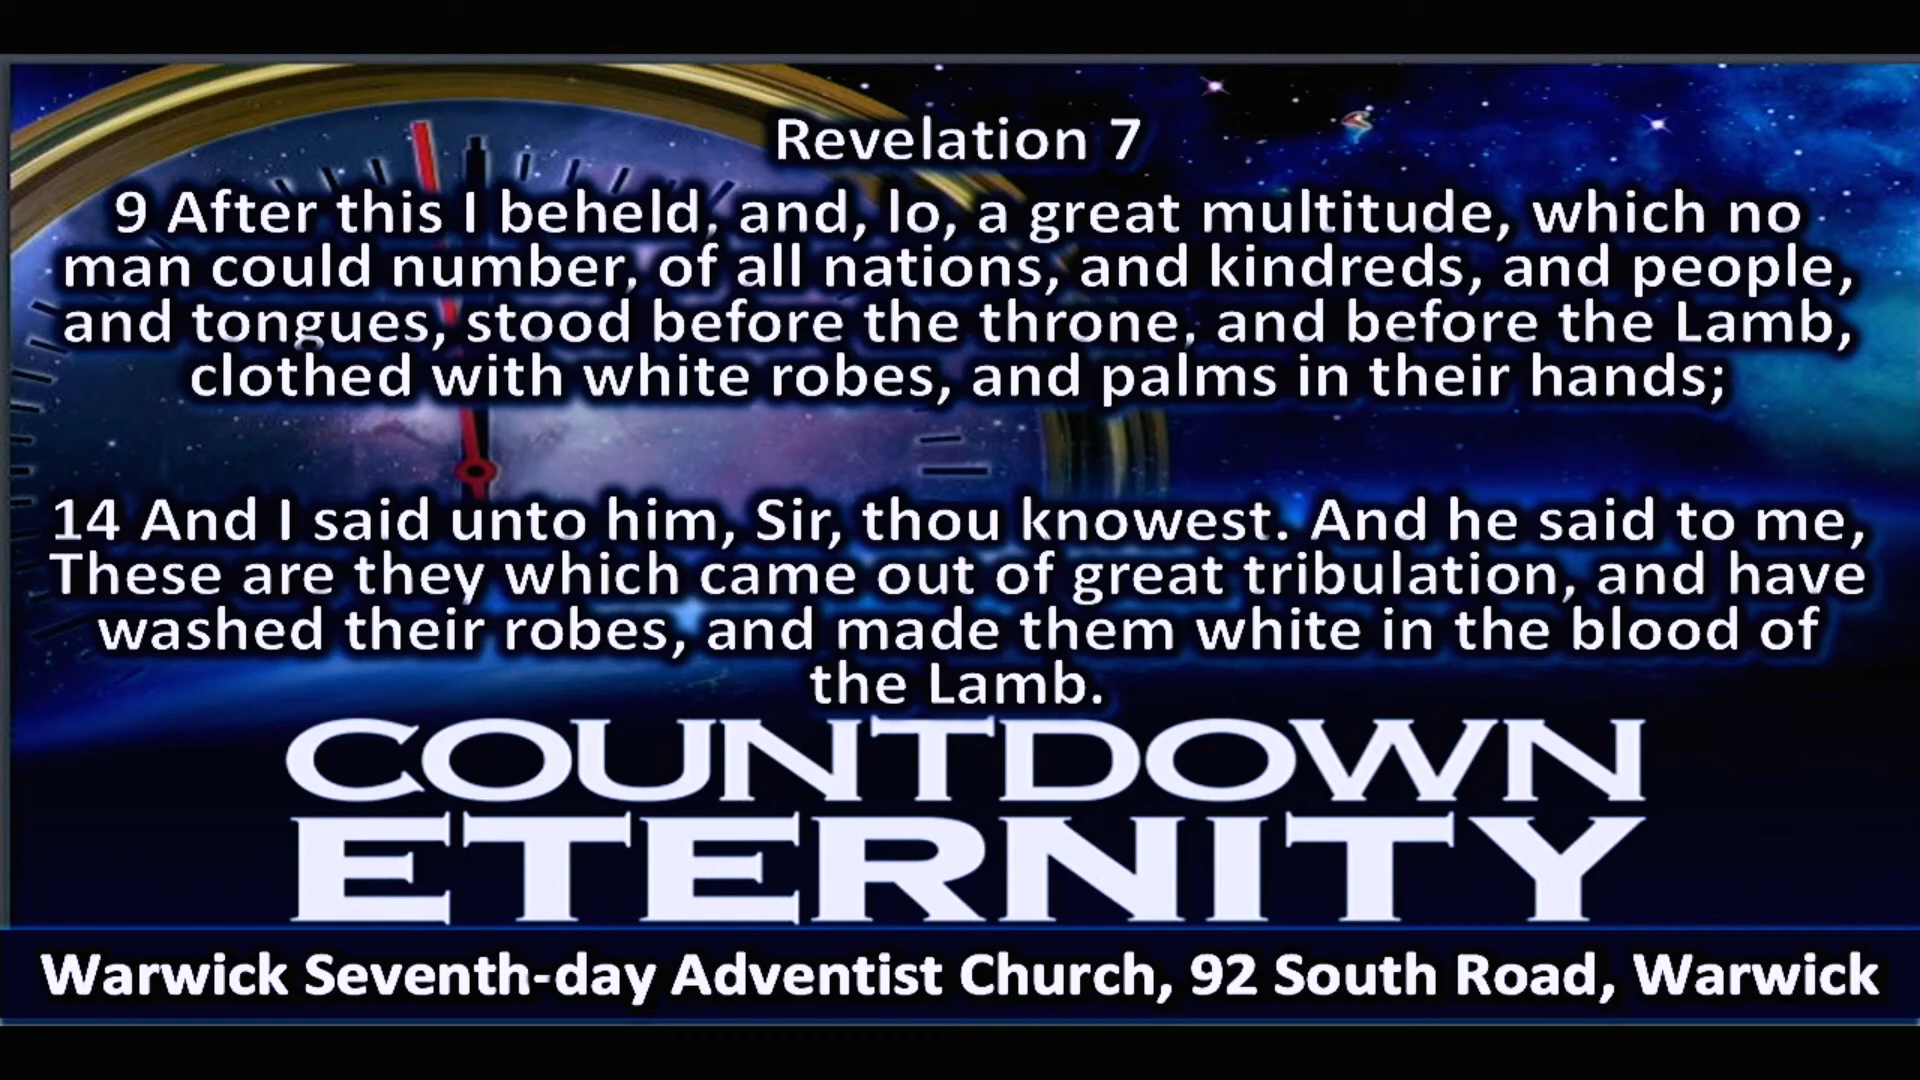 Revelation 7
9 After this I beheld, and, lo, a great multitude, which no
man could number, of all nations, and kindreds, and people,
and tongues, stood before the throne, and before the Lamb,
clothed with white robes, and palms in their hands;
14 And I said unto him, Sir, thou knowest. And he said to me,
These are they which came out of great tribulation, and have
washed their robes, and made them white in the blood of
the Lamb.
COUNTDOWN
ETERNITY
Warwick Seventh-day Adventist Church, 92 South Road, Warwick